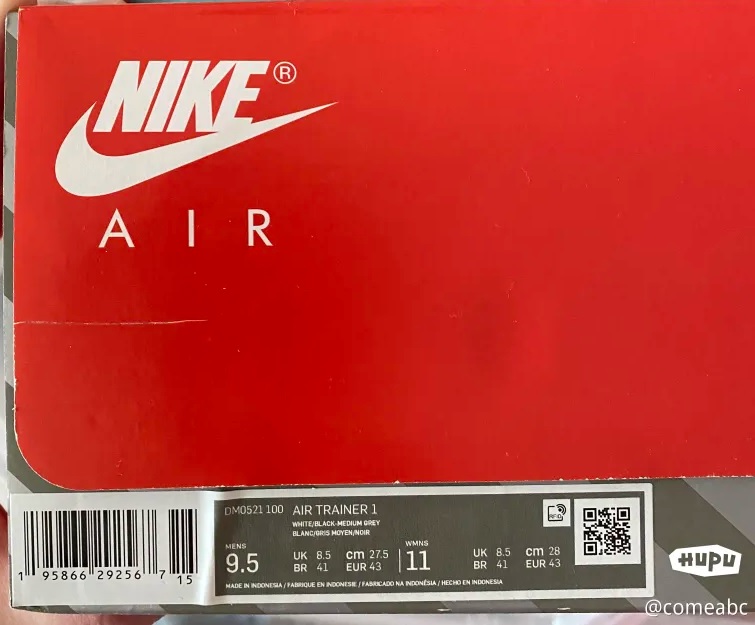 NIKE®
AIR
DM0521 100 AIR TRAINER 1
WHITE/BLACK-MEDIUM GREY
BLANC/GRIS MOYEN/NOIR
MENS
9.5
UK 8.5 cm 27.5
BR 41 EUR 43
WMNS
11
UK 8.5 cm 28
BR 41 EUR 43
MADE IN INDONESIA / FABRIQUE EN INDONESIE / FABRICADO NA INDONÉSIA / HECHO EN INDONESIA
RFID
1 95866 29256 7 15
HUPU
@comeabc